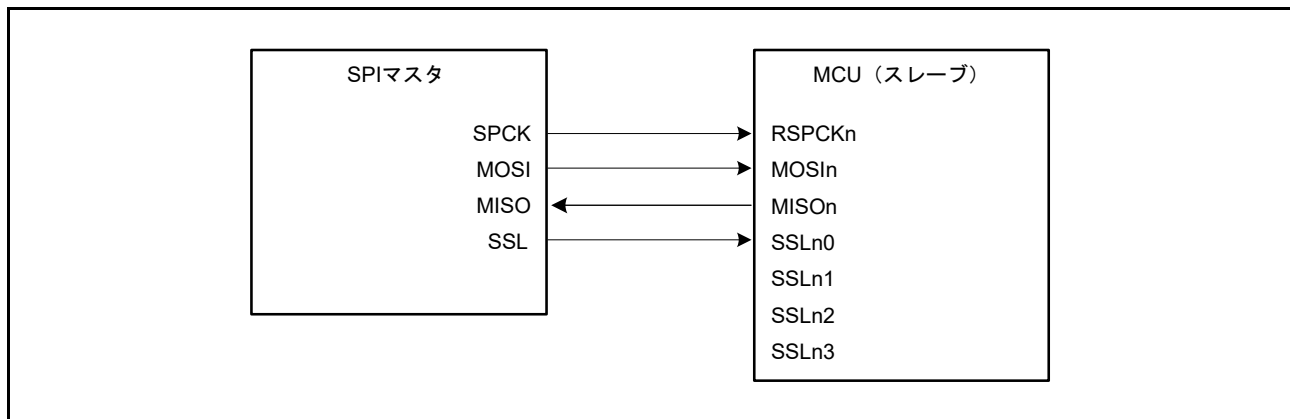 SPIマスタ
SPCK
MOSI
MISO
SSL
MCU（スレーブ）
RSPCKn
MOSIn
MISOn
SSLn0
SSLn1
SSLn2
SSLn3